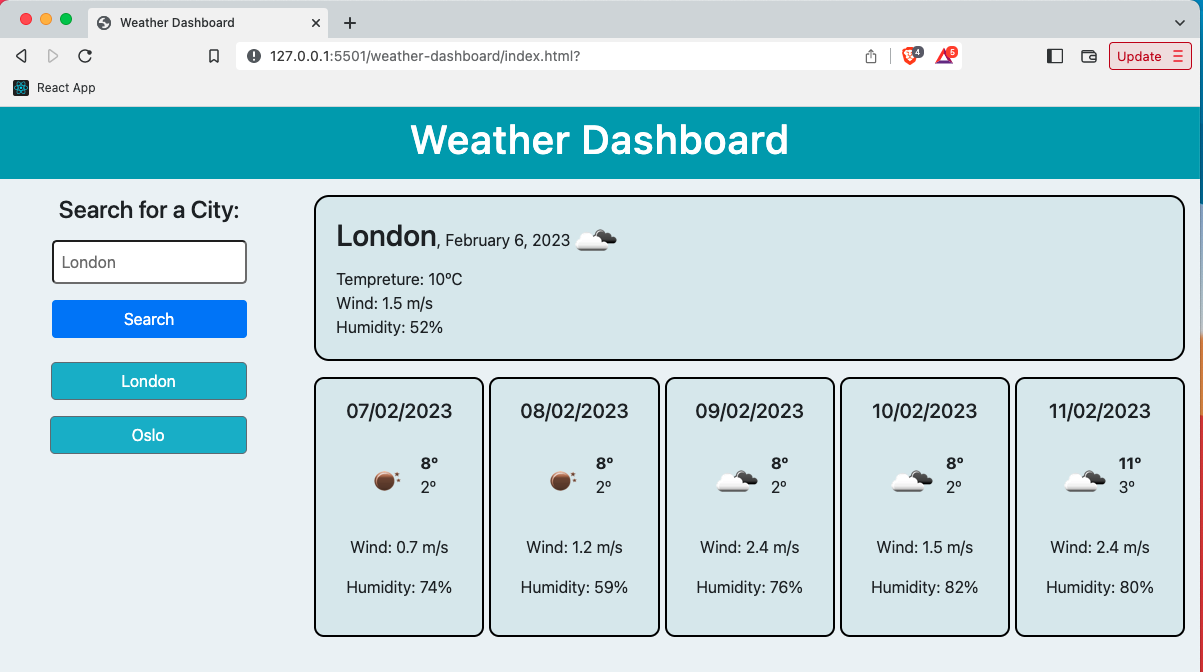 Weather Dashboard
127.0.0.1:5501/weather-dashboard/index.html?
4
5
Update
React App
Weather Dashboard
Search for a City:
London
Search
London
Oslo
London, February 6, 2023
Tempreture: 10ºC
Wind: 1.5 m/s
Humidity: 52%
07/02/2023
8º
2º
Wind: 0.7 m/s
Humidity: 74%
08/02/2023
8º
2º
Wind: 1.2 m/s
Humidity: 59%
09/02/2023
8º
2º
Wind: 2.4 m/s
Humidity: 76%
10/02/2023
8º
2º
Wind: 1.5 m/s
Humidity: 82%
11/02/2023
11º
3º
Wind: 2.4 m/s
Humidity: 80%